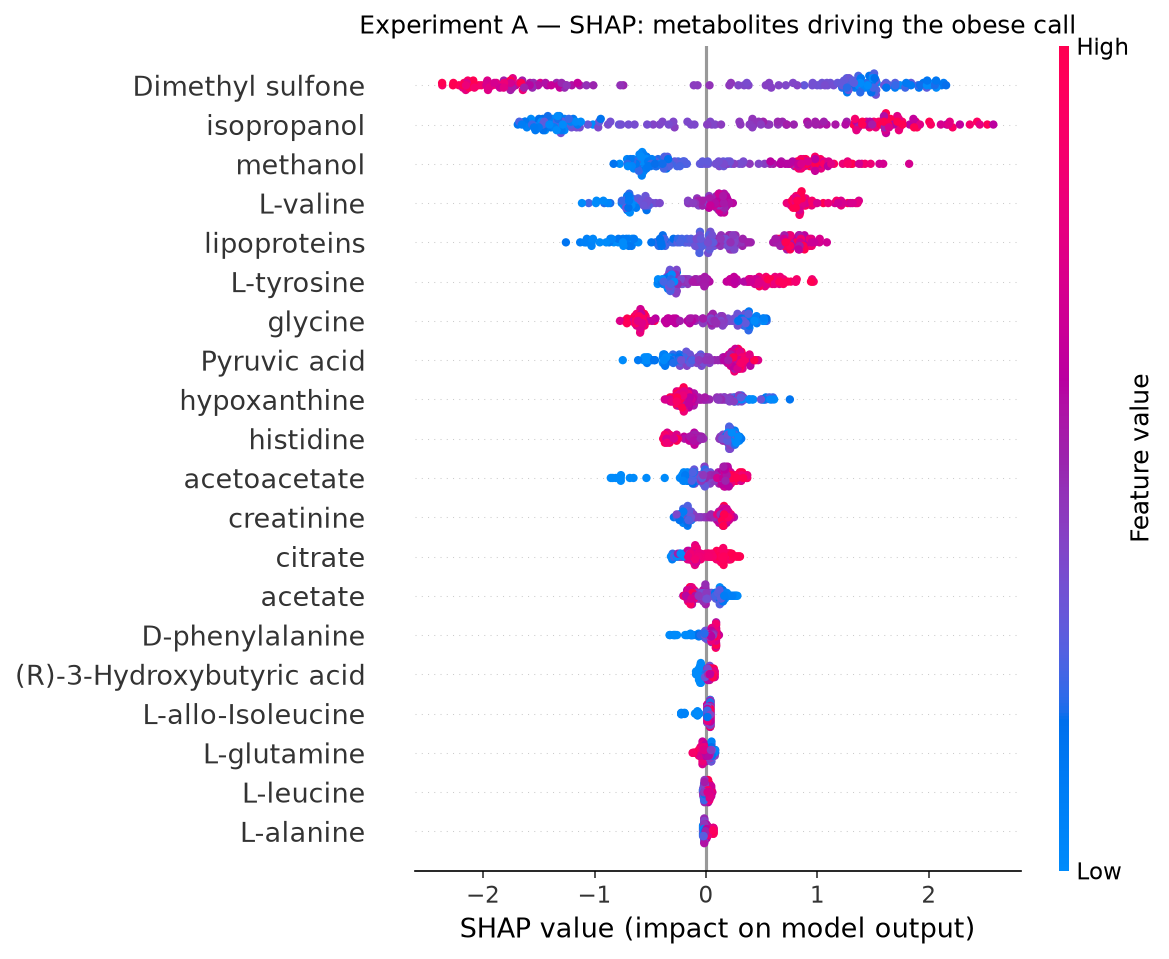 Experiment A — SHAP: metabolites driving the obese call
High
Dimethyl sulfone
isopropanol
methanol
L-valine
lipoproteins
L-tyrosine
glycine
Pyruvic acid
hypoxanthine
histidine
acetoacetate
creatinine
citrate
acetate
D-phenylalanine
(R)-3-Hydroxybutyric acid
L-allo-Isoleucine
L-glutamine
L-leucine
L-alanine
Feature value
Low
−2 −1 0 1 2
SHAP value (impact on model output)